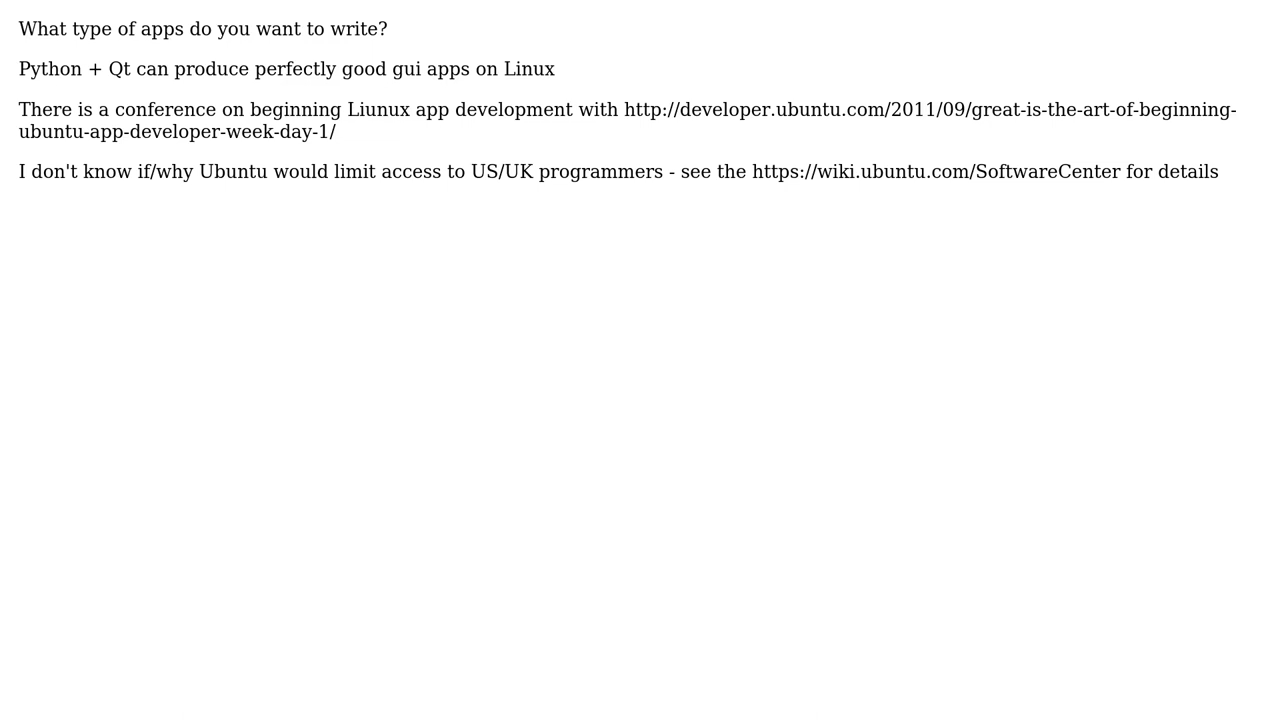 What type of apps do you want to write?
Python + Qt can produce perfectly good gui apps on Linux
There is a conference on beginning Liunux app development with http://developer.ubuntu.com/2011/09/great-is-the-art-of-beginning-
ubuntu-app-developer-week-day-1/
I don't know if/why Ubuntu would limit access to US/UK programmers - see the https://wiki.ubuntu.com/SoftwareCenter for details